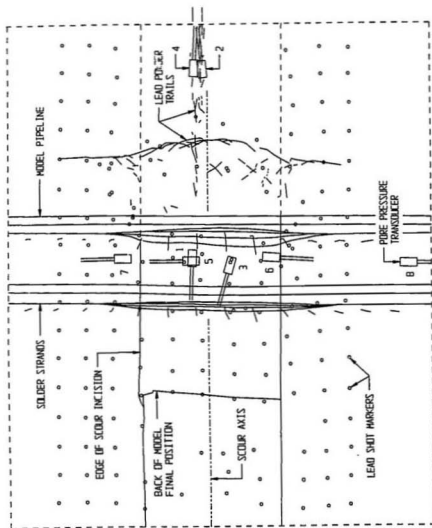 4
2
LEAD POWDER
TRAILS
MODEL PIPELINE
7
1
5
3
6
PORE PRESSURE
TRANSDUCER
8
SOLDER STRANDS
EDGE OF SCOUR INCISION
BACK OF MODEL
FINAL POSITION
SCOUR AXIS
LEAD SHOT MARKERS